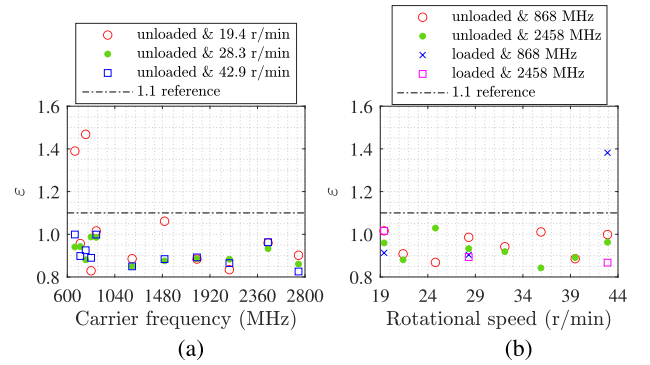 unloaded & 19.4 r/min
unloaded & 28.3 r/min
unloaded & 42.9 r/min
1.1 reference
1.6
1.4
1.2
1.0
0.8
ε
600 1040 1480 1920 2360 2800
Carrier frequency (MHz)
(a)
unloaded & 868 MHz
unloaded & 2458 MHz
loaded & 868 MHz
loaded & 2458 MHz
1.1 reference
1.6
1.4
1.2
1.0
0.8
ε
19 24 29 34 39 44
Rotational speed (r/min)
(b)